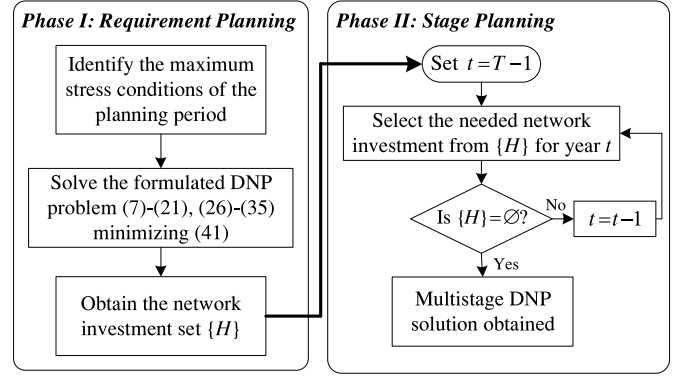 Phase I: Requirement Planning
Identify the maximum
stress conditions of the
planning period
Solve the formulated DNP
problem (7)-(21), (26)-(35)
minimizing (41)
Obtain the network
investment set {H}
Phase II: Stage Planning
Set t=T−1
Select the needed network
investment from {H} for year t
Is {H}=∅?
No
t=t−1
Yes
Multistage DNP
solution obtained